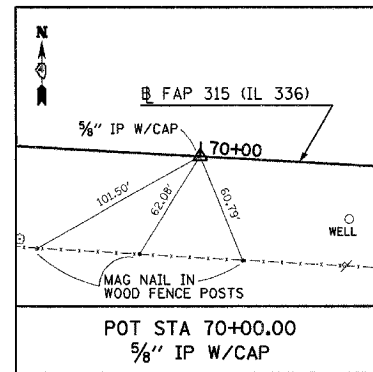 N
℄ FAP 315 (IL 336)
5/8" IP W/CAP
70+00
101.50'
62.08'
60.79'
WELL
MAG NAIL IN
WOOD FENCE POSTS
POT STA 70+00.00
5/8" IP W/CAP